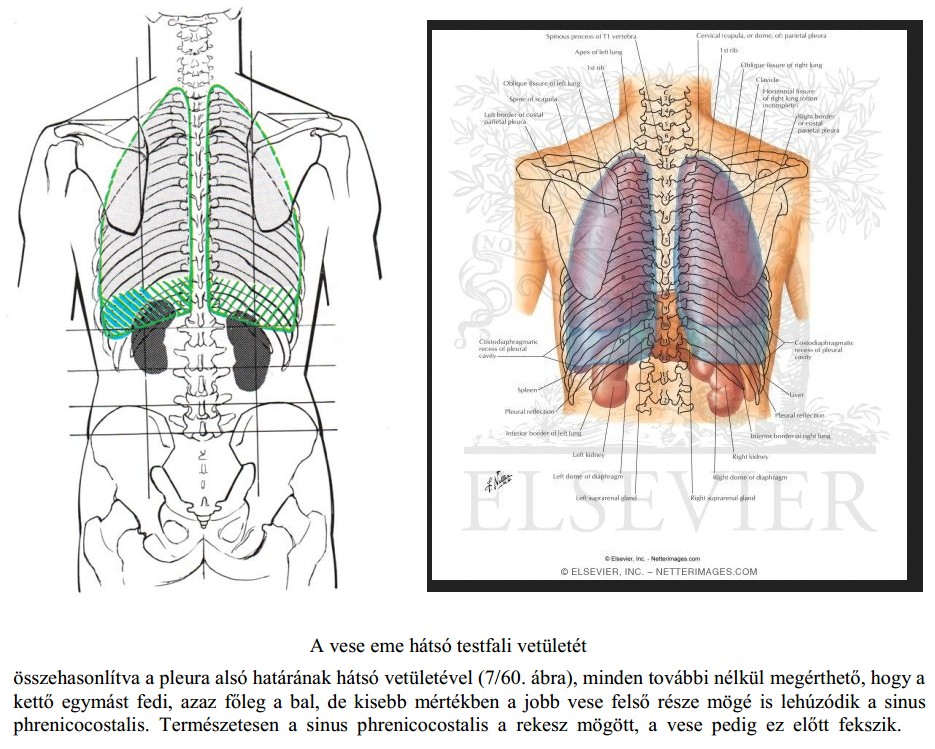 Spinous process of T1 vertebra
Apex of left lung
1st rib
Oblique fissure of left lung
Spine of scapula
Left border of costal
parietal pleura
Cervical (cupula, or dome, of) parietal pleura
1st rib
Oblique fissure of right lung
Clavicle
Horizontal fissure
of right lung (often
incomplete)
Right border
of costal
parietal pleura
Costodiaphragmatic
recess of pleural
cavity
Spleen
Pleural reflection
Inferior border of left lung
Left kidney
Left dome of diaphragm
Left suprarenal gland
Costodiaphragmatic
recess of pleural
cavity
Liver
Pleural reflection
Inferior border of right lung
Right kidney
Right dome of diaphragm
Right suprarenal gland
ELSEVIER
© Elsevier, Inc. - Netterimages.com
© ELSEVIER, INC. – NETTERIMAGES.COM
A vese eme hátsó testfali vetületét
összehasonlítva a pleura alsó határának hátsó vetületével (7/60. ábra), minden további nélkül megérthető, hogy a
kettő egymást fedi, azaz főleg a bal, de kisebb mértékben a jobb vese felső része mögé is lehúzódik a sinus
phrenicocostalis. Természetesen a sinus phrenicocostalis a rekesz mögött, a vese pedig ez előtt fekszik.